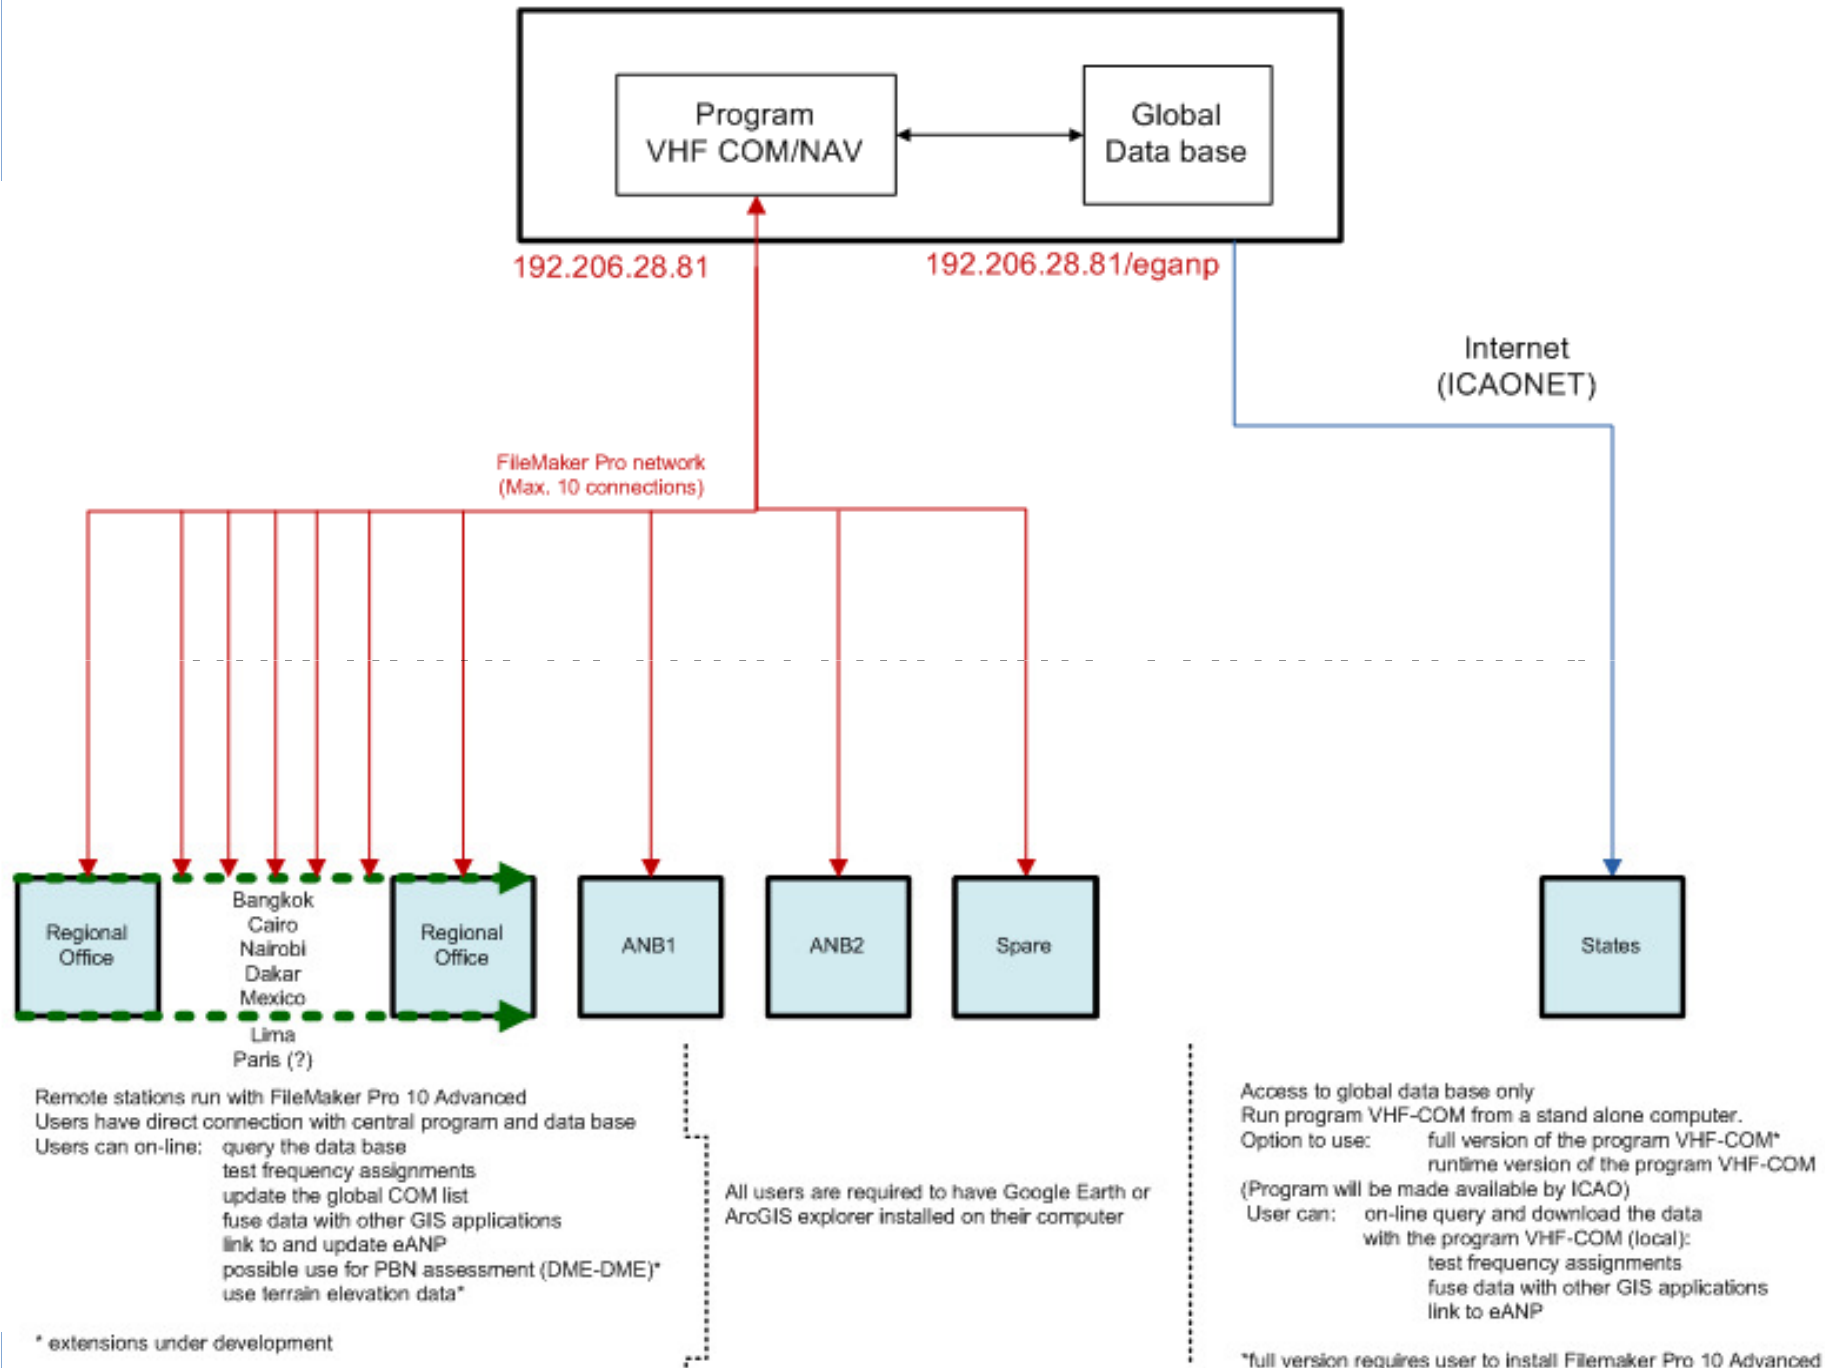 Program
VHF COM/NAV
Global
Data base
192.206.28.81
192.206.28.81/eganp
Internet
(ICAONET)
FileMaker Pro network
(Max. 10 connections)
Regional
Office
Bangkok
Cairo
Nairobi
Dakar
Mexico
Lima
Paris (?)
Regional
Office
ANB1
ANB2
Spare
States
Remote stations run with FileMaker Pro 10 Advanced
Users have direct connection with central program and data base
Users can on-line: query the data base
test frequency assignments
update the global COM list
fuse data with other GIS applications
link to and update eANP
possible use for PBN assessment (DME-DME)*
use terrain elevation data*
* extensions under development
All users are required to have Google Earth or
ArcGIS explorer installed on their computer
Access to global data base only
Run program VHF-COM from a stand alone computer.
Option to use: full version of the program VHF-COM*
runtime version of the program VHF-COM
(Program will be made available by ICAO)
User can: on-line query and download the data
with the program VHF-COM (local):
test frequency assignments
fuse data with other GIS applications
link to eANP
*full version requires user to install Filemaker Pro 10 Advanced